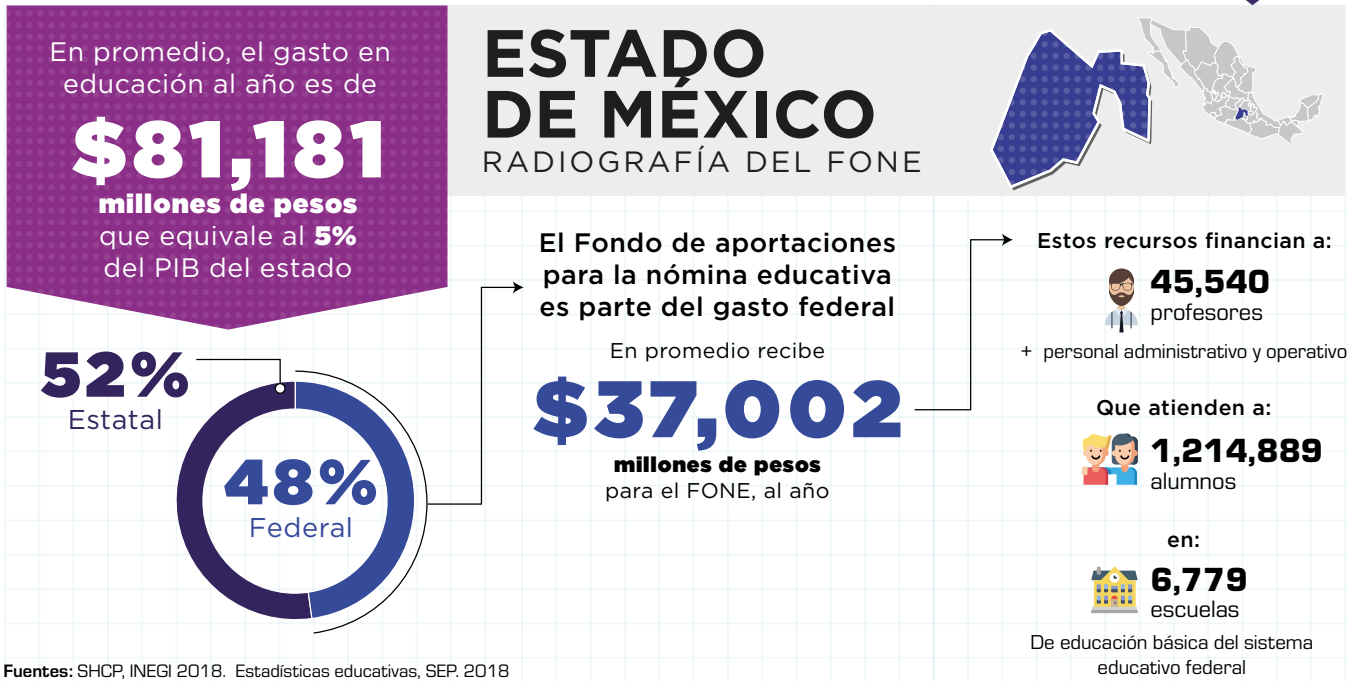 En promedio, el gasto en
educación al año es de
$81,181
millones de pesos
que equivale al 5%
del PIB del estado
ESTADO
DE MÉXICO
RADIOGRAFÍA DEL FONE
52%
Estatal
48%
Federal
El Fondo de aportaciones
para la nómina educativa
es parte del gasto federal
En promedio recibe
$37,002
millones de pesos
para el FONE, al año
Estos recursos financian a:
45,540
profesores
+ personal administrativo y operativo
Que atienden a:
1,214,889
alumnos
en:
6,779
escuelas
De educación básica del sistema
educativo federal
Fuentes: SHCP, INEGI 2018. Estadísticas educativas, SEP. 2018